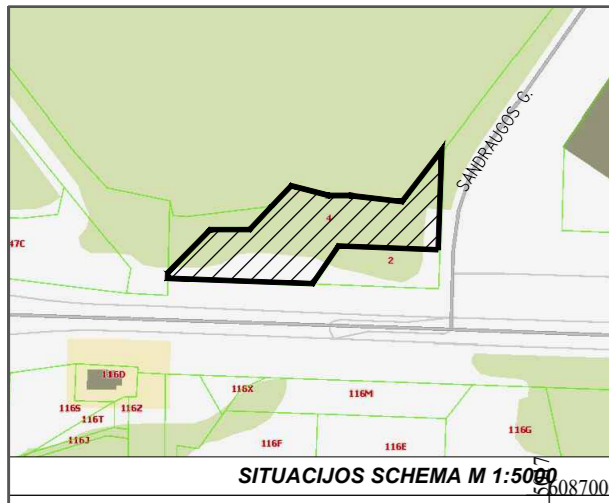 SANDRAUGOS G.
4
2
47C
116D
116S
116Z
116T
116J
116X
116M
116F
116E
116G
SITUACIJOS SCHEMA M 1:5000
608700